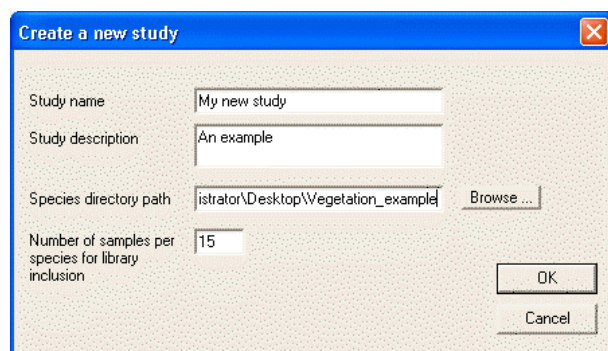 Create a new study
Study name
My new study
Study description
An example
Species directory path
istrator\Desktop\Vegetation_example
Browse ...
Number of samples per
species for library
inclusion
15
OK
Cancel